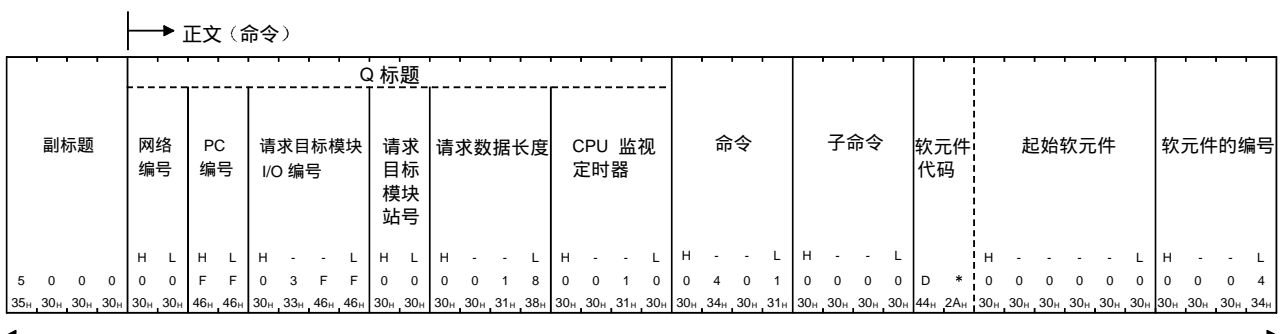 正文（命令）
Q 标题
副标题
网络
编号
PC
编号
请求目标模块
I/O 编号
请求
目标
模块
站号
请求数据长度
CPU 监视
定时器
命令
子命令
软元件
代码
起始软元件
软元件的编号
H L H L H - - L H L H - - L H - - L H - - L H - - L H - - - - L H - - L
5 0 0 0 0 0 F F 0 3 F F 0 0 0 0 1 8 0 0 1 0 0 4 0 1 0 0 0 0 D * 0 0 0 0 0 0 0 0 0 4
35H 30H 30H 30H 30H 30H 46H 46H 30H 33H 46H 46H 30H 30H 30H 30H 31H 38H 30H 30H 31H 30H 30H 34H 30H 31H 30H 30H 30H 30H 44H 2AH 30H 30H 30H 30H 30H 30H 30H 30H 30H 34H